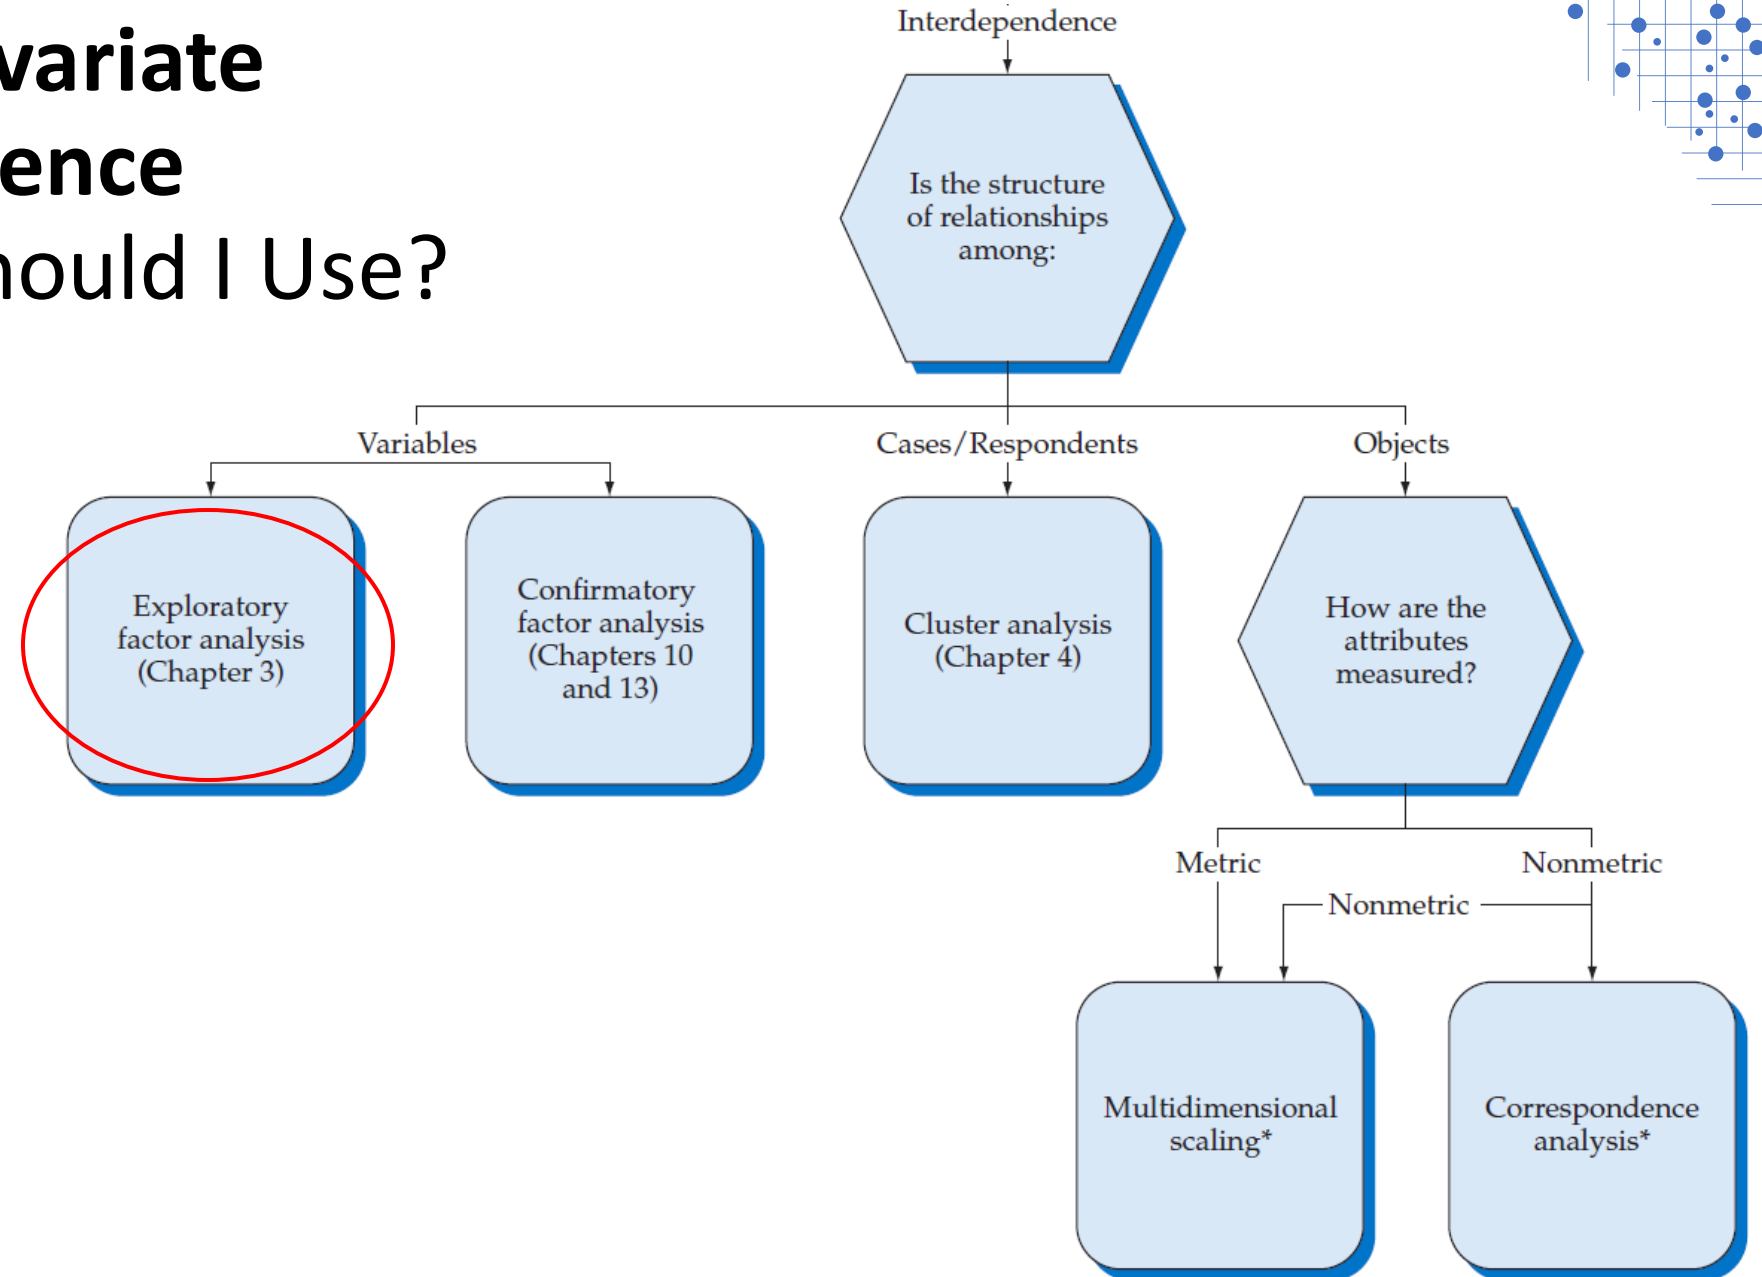 variate
ence
hould I Use?
Interdependence
Is the structure
of relationships
among:
Variables
Cases/Respondents
Objects
Exploratory
factor analysis
(Chapter 3)
Confirmatory
factor analysis
(Chapters 10
and 13)
Cluster analysis
(Chapter 4)
How are the
attributes
measured?
Metric
Nonmetric
Nonmetric
Multidimensional
scaling*
Correspondence
analysis*